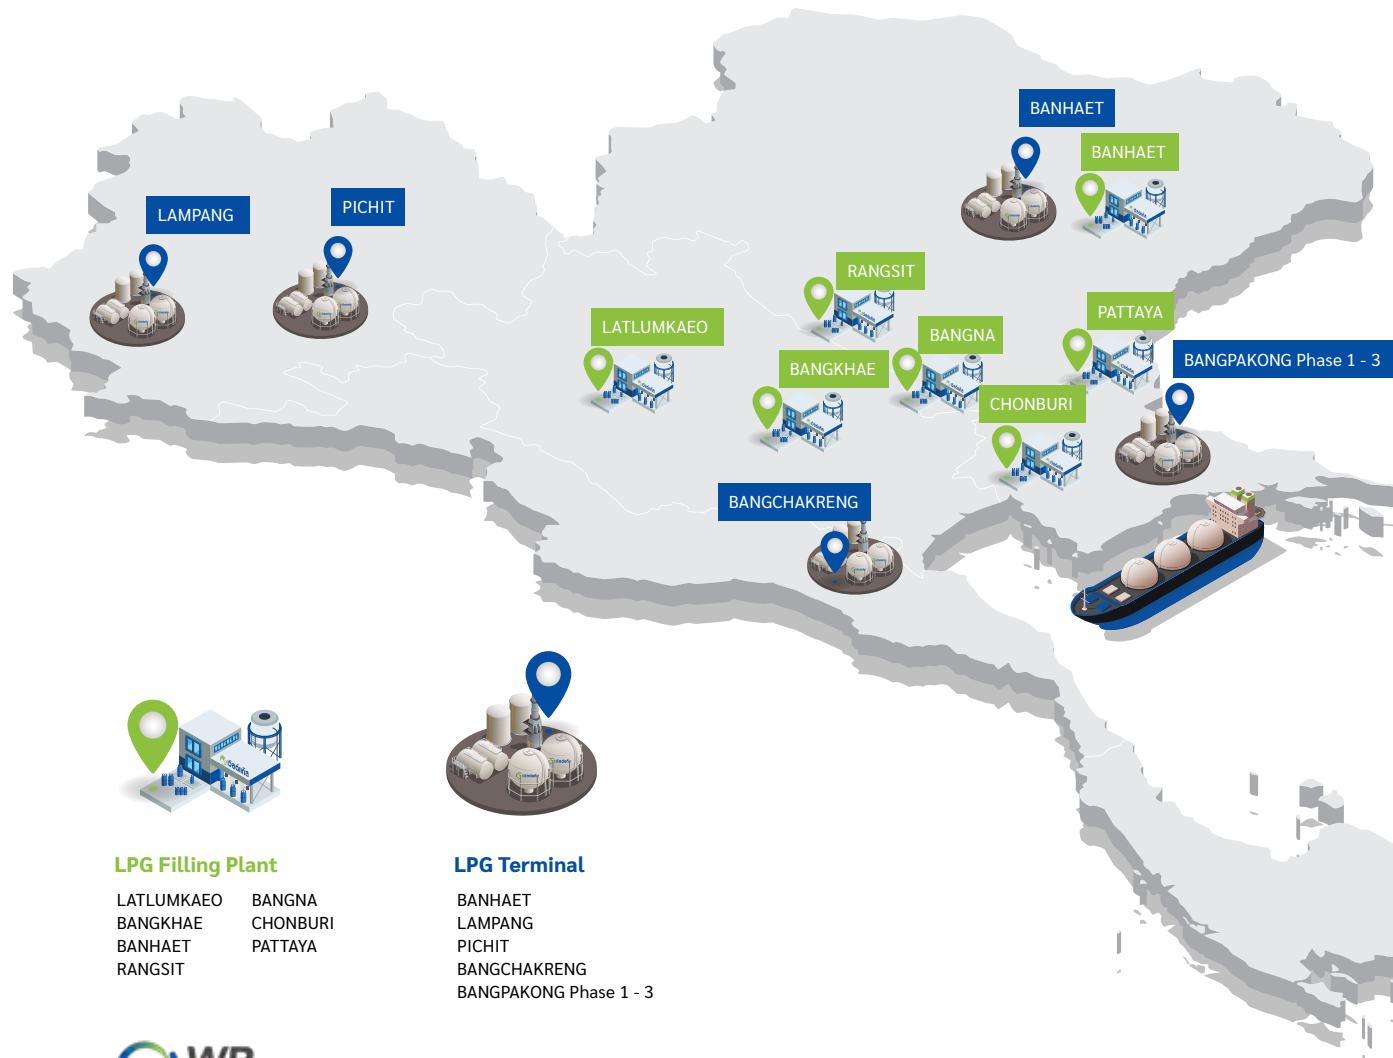 BANHAET
BANHAET
LAMPANG
PICHIT
RANGSIT
LATLUMKAEO
BANGNA
PATTAYA
BANGKHAE
BANGPAKONG Phase 1 - 3
CHONBURI
BANGCHAKRENG
LPG Filling Plant
LATLUMKAEO
BANGKHAE
BANHAET
RANGSIT
BANGNA
CHONBURI
PATTAYA
LPG Terminal
BANHAET
LAMPANG
PICHIT
BANGCHAKRENG
BANGPAKONG Phase 1 - 3
WP